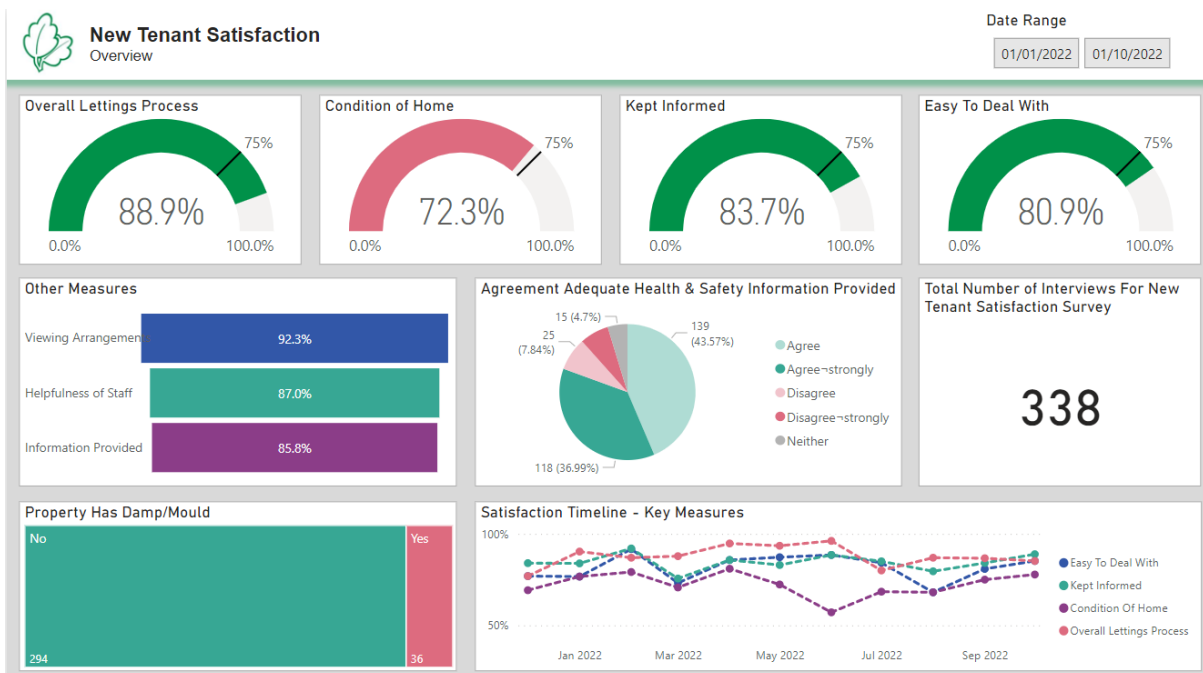 New Tenant Satisfaction
Overview
Date Range
01/01/2022 01/10/2022
Overall Lettings Process
75%
88.9%
0.0% 100.0%
Condition of Home
75%
72.3%
0.0% 100.0%
Kept Informed
75%
83.7%
0.0% 100.0%
Easy To Deal With
75%
80.9%
0.0% 100.0%
Other Measures
Viewing Arrangement 92.3%
Helpfulness of Staff 87.0%
Information Provided 85.8%
Agreement Adequate Health & Safety Information Provided
15 (4.7%)
25
(7.84%)
139
(43.57%)
118 (36.99%)
Agree
Agree¬strongly
Disagree
Disagree¬strongly
Neither
Total Number of Interviews For New
Tenant Satisfaction Survey
338
Property Has Damp/Mould
No Yes
294 36
Satisfaction Timeline - Key Measures
100%
50%
Jan 2022 Mar 2022 May 2022 Jul 2022 Sep 2022
Easy To Deal With
Kept Informed
Condition Of Home
Overall Lettings Process